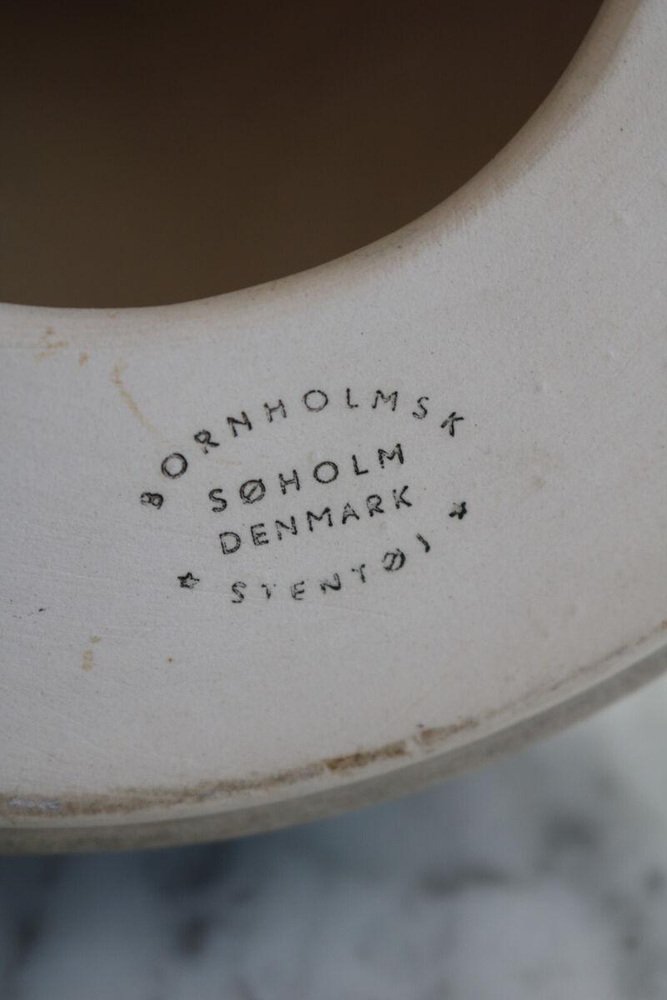 BORNHOLMSK
SØHOLM
DENMARK
* STENTØJ *